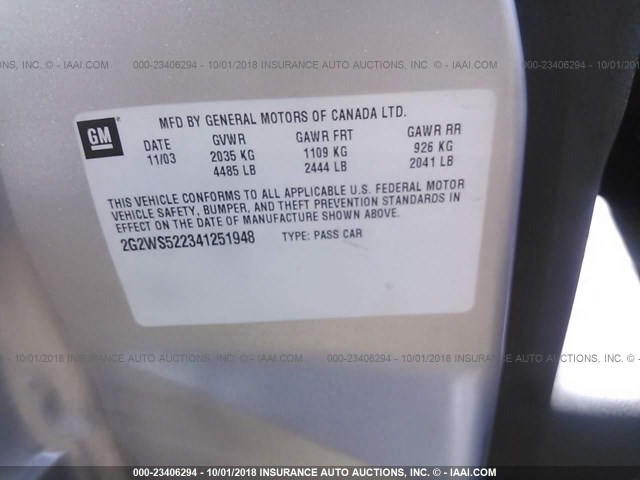 NCE AUTO AUCTIONS, INC. © - IAAI.COM 000-23406294 - 10/01/2018 INSURANCE AUTO AUCTIONS, INC. © - IAAI.COM 000-23406294
GM
MFD BY GENERAL MOTORS OF CANADA LTD.
DATE GVWR GAWR FRT GAWR RR
11/03 2035 KG 1109 KG 926 KG
4485 LB 2444 LB 2041 LB
THIS VEHICLE CONFORMS TO ALL APPLICABLE U.S. FEDERAL MOTOR
VEHICLE SAFETY, BUMPER, AND THEFT PREVENTION STANDARDS IN
EFFECT ON THE DATE OF MANUFACTURE SHOWN ABOVE.
2G2WS522341251948 TYPE: PASS CAR
294 - 10/01/2018 INSURANCE AUTO AUCTIONS, INC. © - IAAI.COM 000-23406294 - 10/01/2018 INSURANCE AUTO AUCTIONS, INC. © -
000-23406294 - 10/01/2018 INSURANCE AUTO AUCTIONS, INC. © - IAAI.COM